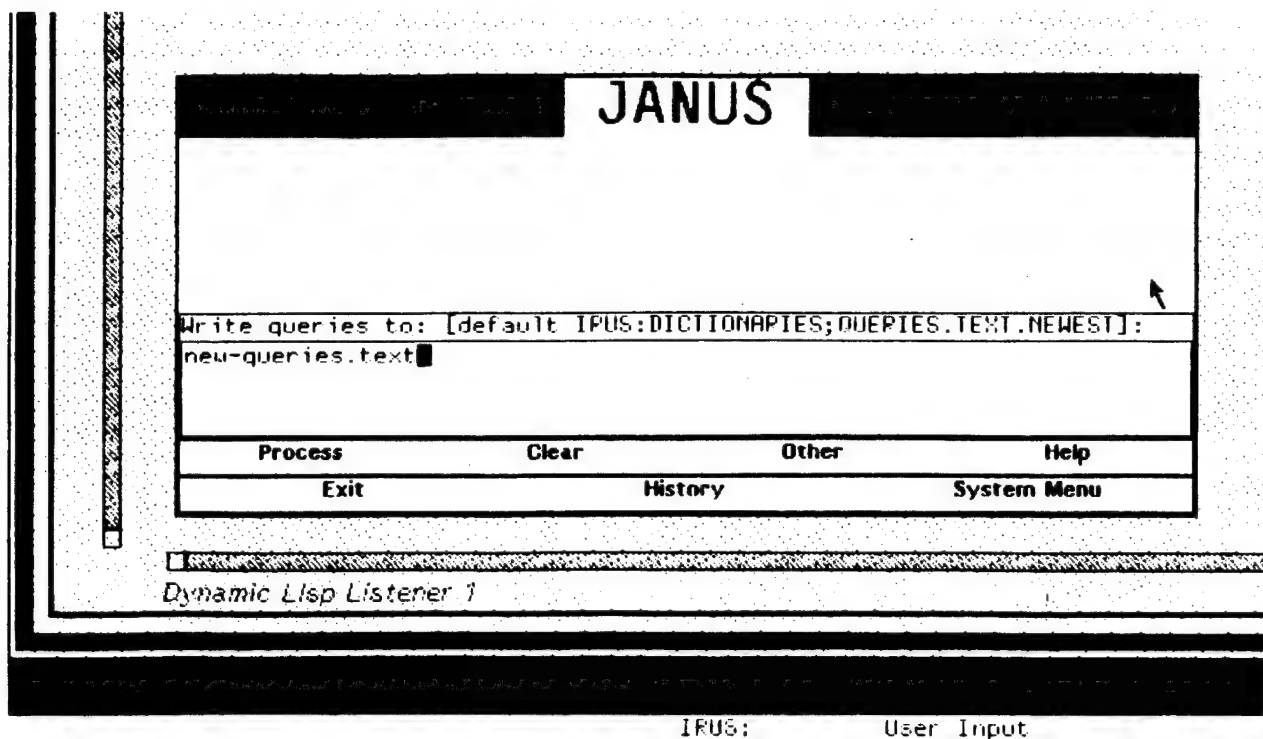 JANUS
Write queries to: [default IRUS:DICTIONARIES;QUERIES.TEXT.NEWEST]:
new-queries.text
Process Clear Other Help
Exit History System Menu
Dynamic Lisp Listener 1
IRUS: User Input